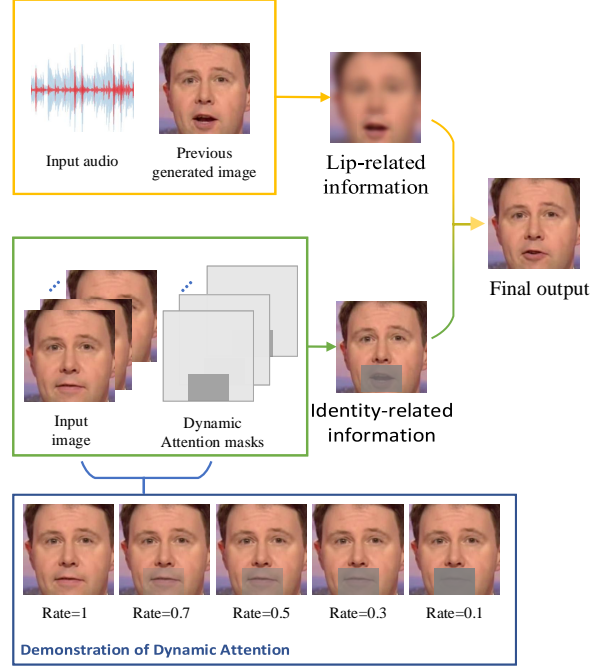 Input audio
Previous
generated image
Lip-related
information
Final output
Input
image
Dynamic
Attention masks
Identity-related
information
Rate=1
Rate=0.7
Rate=0.5
Rate=0.3
Rate=0.1
Demonstration of Dynamic Attention